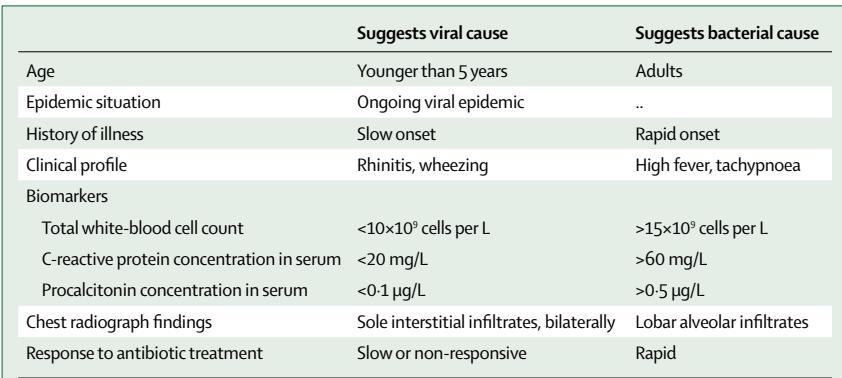 Suggests viral cause Suggests bacterial cause
Age Younger than 5 years Adults
Epidemic situation Ongoing viral epidemic ..
History of illness Slow onset Rapid onset
Clinical profile Rhinitis, wheezing High fever, tachypnoea
Biomarkers
Total white-blood cell count <10×10⁹ cells per L >15×10⁹ cells per L
C-reactive protein concentration in serum <20 mg/L >60 mg/L
Procalcitonin concentration in serum <0·1 µg/L >0·5 µg/L
Chest radiograph findings Sole interstitial infiltrates, bilaterally Lobar alveolar infiltrates
Response to antibiotic treatment Slow or non-responsive Rapid